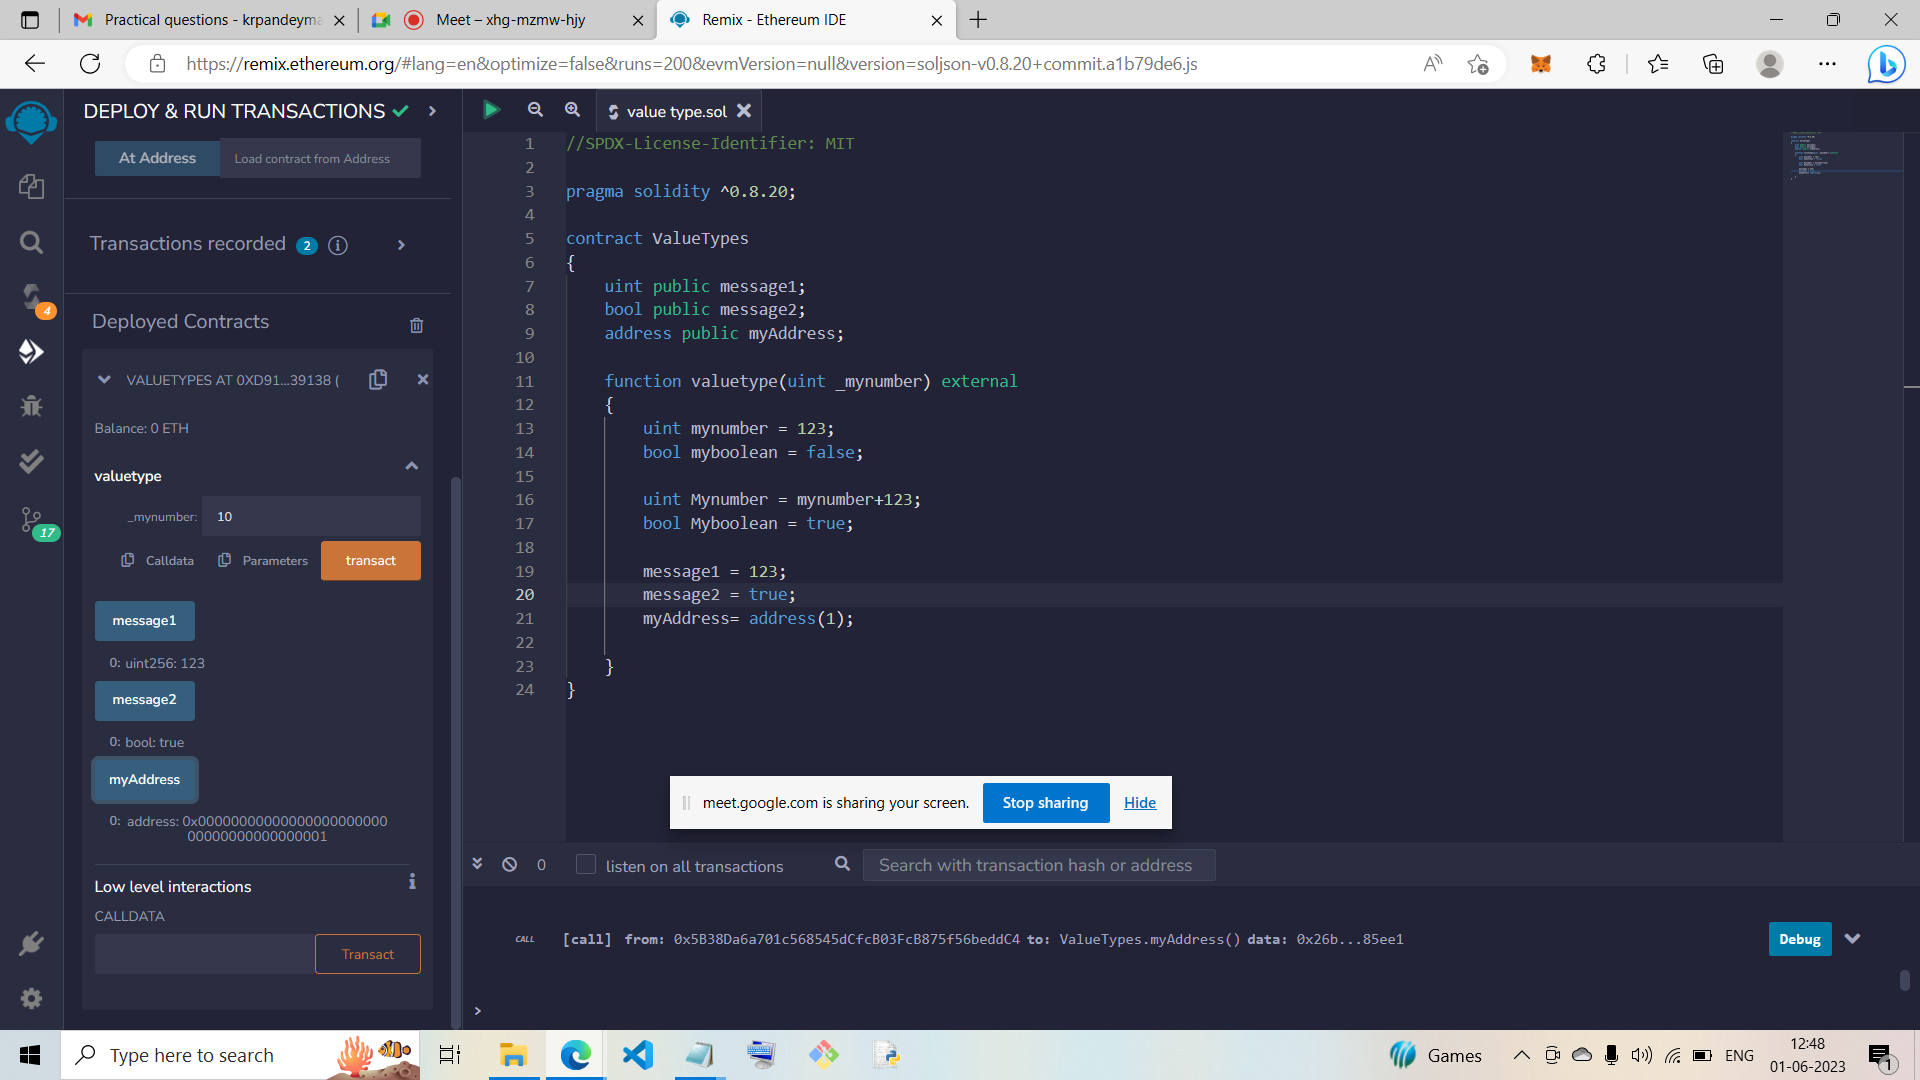 Practical questions - krpandeyma
Meet – xhg-mzmw-hjy
Remix - Ethereum IDE
https://remix.ethereum.org/#lang=en&optimize=false&runs=200&evmVersion=null&version=soljson-v0.8.20+commit.a1b79de6.js
DEPLOY & RUN TRANSACTIONS
At Address
Load contract from Address
Transactions recorded 2 i
4
Deployed Contracts
VALUETYPES AT 0XD91...39138 (
Balance: 0 ETH
valuetype
_mynumber: 10
17
Calldata
Parameters
transact
message1
0: uint256: 123
message2
0: bool: true
myAddress
0: address: 0x00000000000000000000000
00000000000000001
Low level interactions
CALLDATA
Transact
value type.sol
1 //SPDX-License-Identifier: MIT
2
3 pragma solidity ^0.8.20;
4
5 contract ValueTypes
6 {
7 uint public message1;
8 bool public message2;
9 address public myAddress;
10
11 function valuetype(uint _mynumber) external
12 {
13 uint mynumber = 123;
14 bool myboolean = false;
15
16 uint Mynumber = mynumber+123;
17 bool Myboolean = true;
18
19 message1 = 123;
20 message2 = true;
21 myAddress= address(1);
22
23 }
24 }
meet.google.com is sharing your screen.
Stop sharing
Hide
0
listen on all transactions
Search with transaction hash or address
CALL [call] from: 0x5B38Da6a701c568545dCfcB03FcB875f56beddC4 to: ValueTypes.myAddress() data: 0x26b...85ee1
Debug
>
Type here to search
Games
ENG
12:48
01-06-2023
1